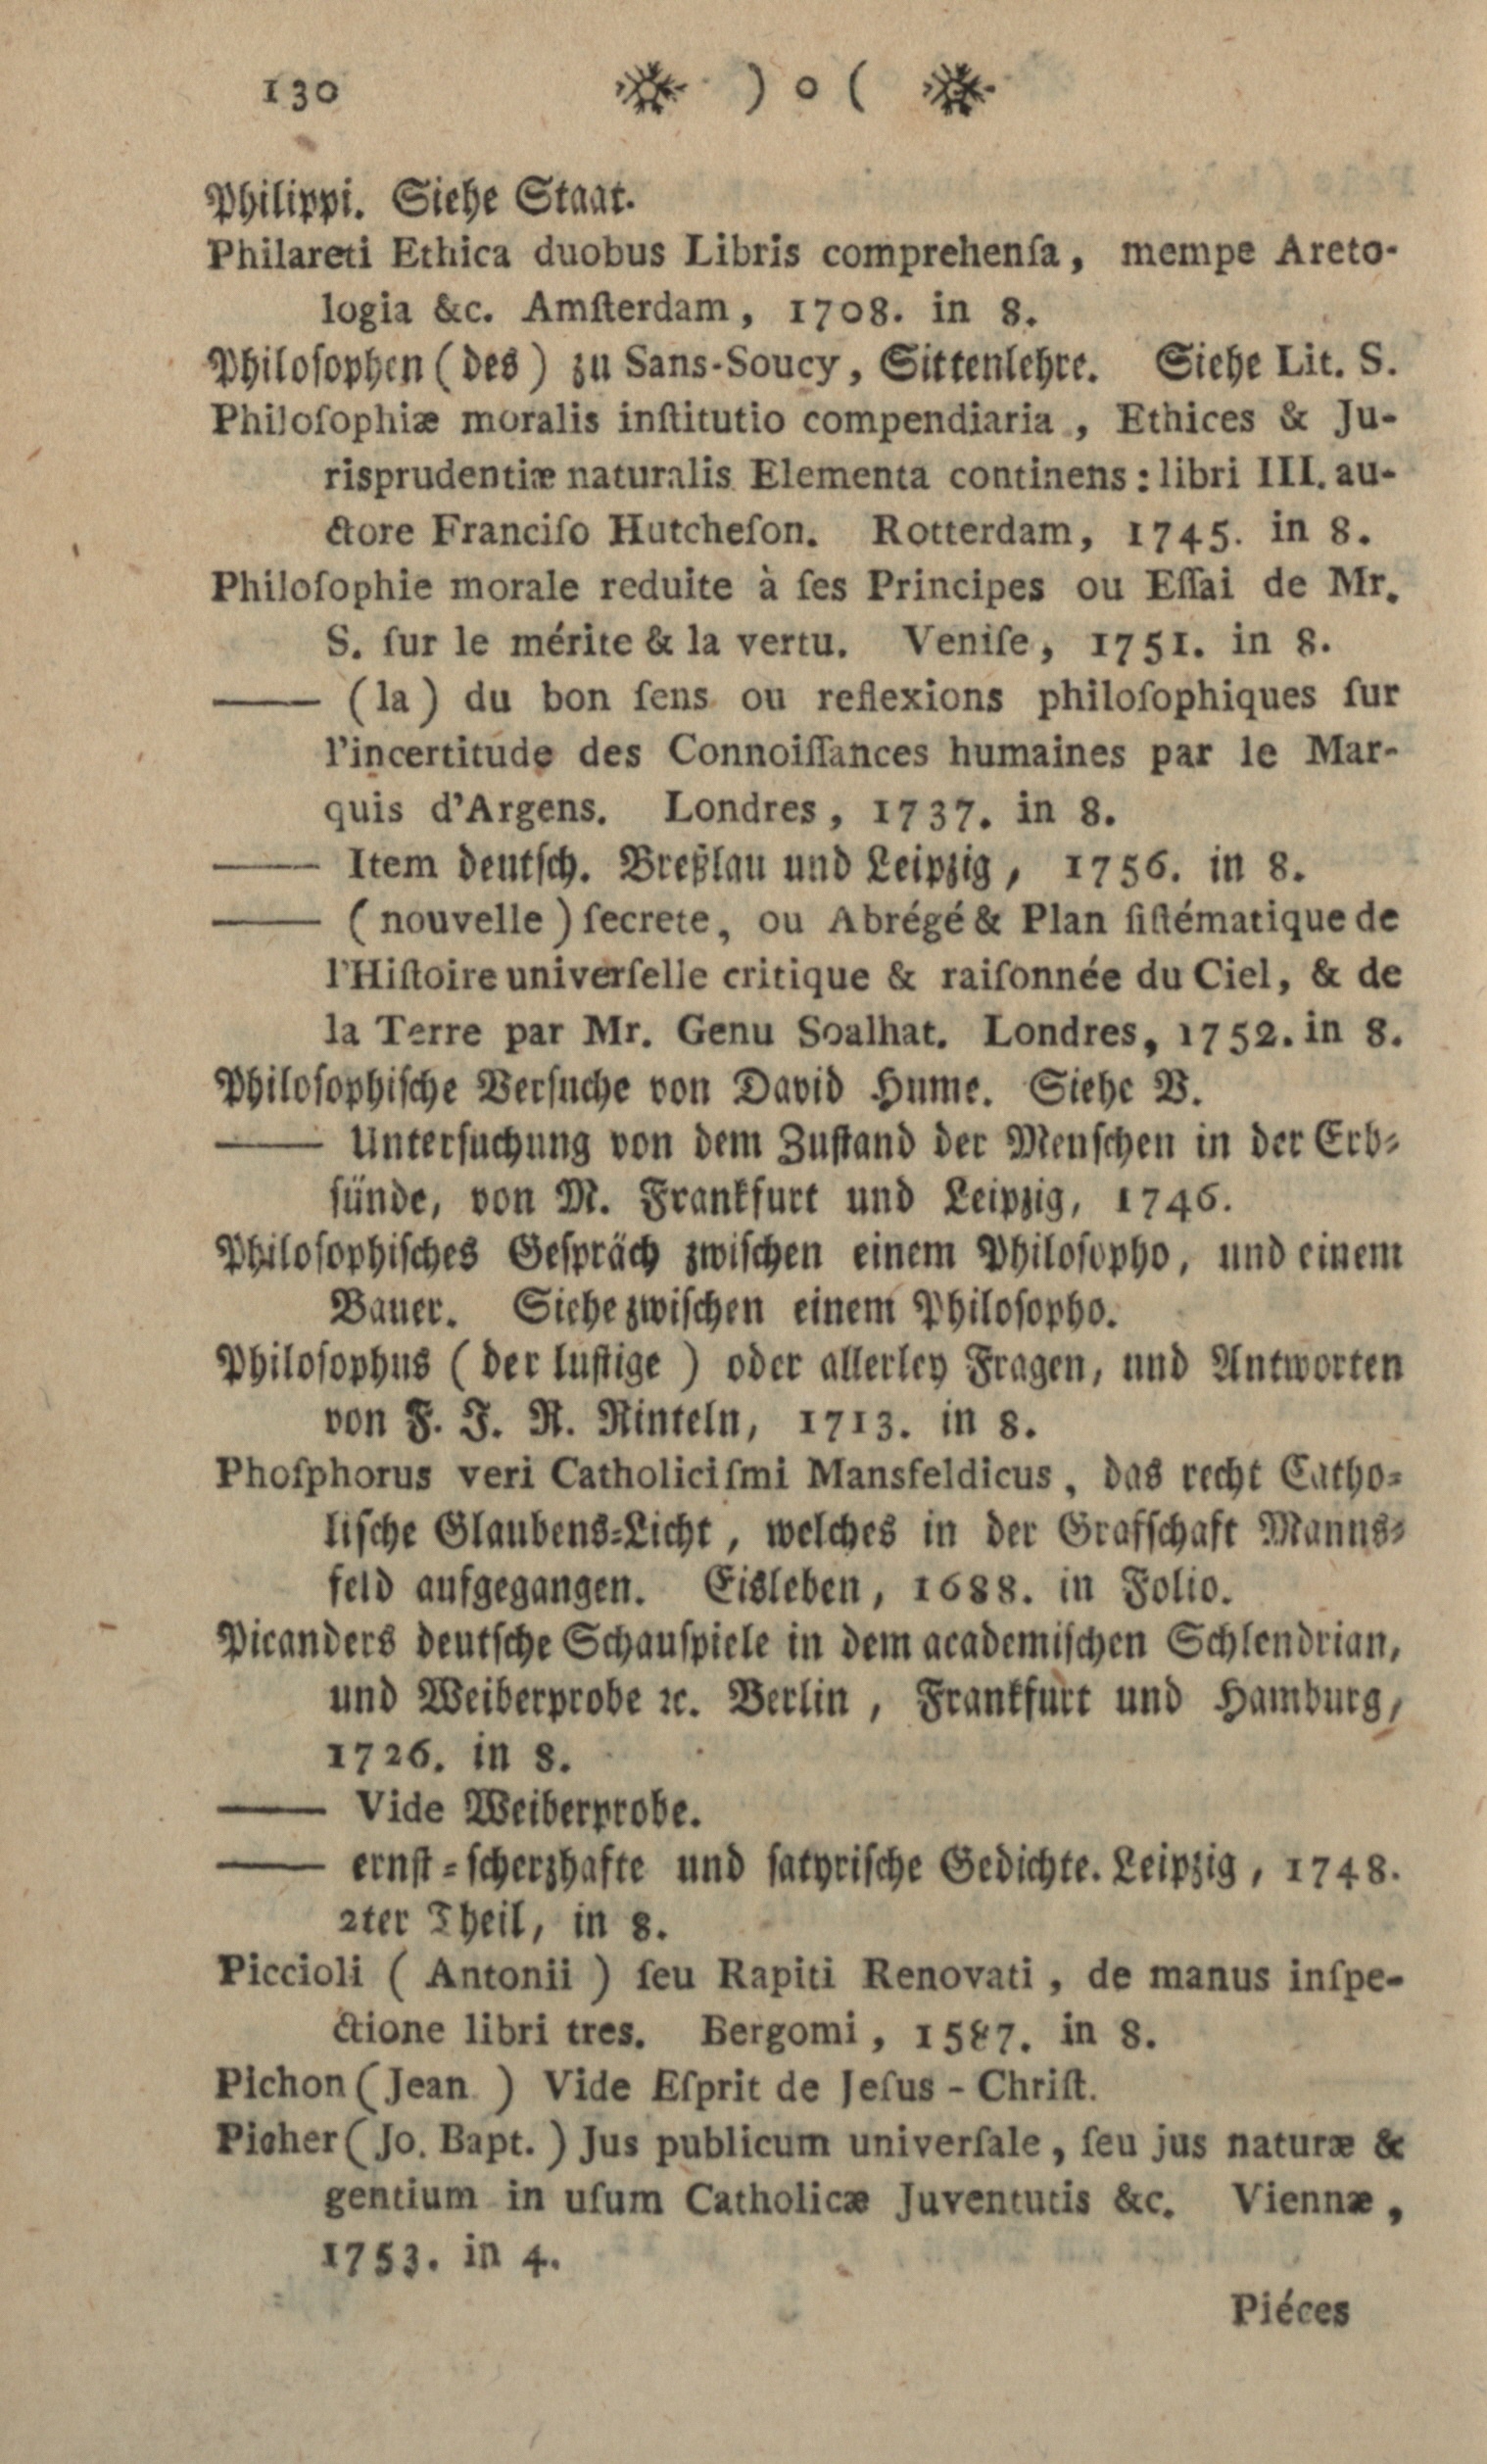 130 ) o (
Philippi. Siehe Staat.
Philareti Ethica duobus Libris comprehenſa, mempe Areto-
logia &c. Amſterdam, 1708. in 8.
Philoſophen (des) zu Sans-Soucy, Sittenlehre. Siehe Lit. S.
Philoſophiæ moralis inſtitutio compendiaria, Ethices & Ju-
risprudentiæ naturalis Elementa continens: libri III. au-
ctore Franciſo Hutcheſon. Rotterdam, 1745. in 8.
Philoſophie morale reduite à ſes Principes ou Eſſai de Mr.
S. ſur le mérite & la vertu. Veniſe, 1751. in 8.
—— (la) du bon ſens ou reflexions philoſophiques ſur
l'incertitude des Connoiſſances humaines par le Mar-
quis d'Argens. Londres, 1737. in 8.
—— Item deutſch. Breßlau und Leipzig, 1756. in 8.
—— (nouvelle) ſecrete, ou Abrégé & Plan ſiſtématique de
l'Hiſtoire univerſelle critique & raiſonnée du Ciel, & de
la Terre par Mr. Genu Soalhat. Londres, 1752. in 8.
Philoſophiſche Verſuche von David Hume. Siehe V.
—— Unterſuchung von dem Zuſtand der Menſchen in der Erb-
ſünde, von M. Frankfurt und Leipzig, 1746.
Philoſophiſches Geſpräch zwiſchen einem Philoſopho, und einem
Bauer. Siehe zwiſchen einem Philoſopho.
Philoſophus (der luſtige) oder allerley Fragen, und Antworten
von F. J. R. Rinteln, 1713. in 8.
Phoſphorus veri Catholiciſmi Mansfeldicus, das recht Catho-
liſche Glaubens-Licht, welches in der Grafſchaft Manns-
feld aufgegangen. Eisleben, 1688. in Folio.
Picanders deutſche Schauſpiele in dem academiſchen Schlendrian,
und Weiberprobe ꝛc. Berlin, Frankfurt und Hamburg,
1726. in 8.
—— Vide Weiberprobe.
—— ernſt-ſcherzhafte und ſatyriſche Gedichte. Leipzig, 1748.
2ter Theil, in 8.
Piccioli (Antonii) ſeu Rapiti Renovati, de manus inſpe-
ctione libri tres. Bergomi, 1587. in 8.
Pichon (Jean) Vide Eſprit de Jeſus-Chriſt.
Picher (Jo. Bapt.) Jus publicum univerſale, ſeu jus naturæ &
gentium in uſum Catholicæ Juventutis &c. Viennæ,
1753. in 4.
Piéces